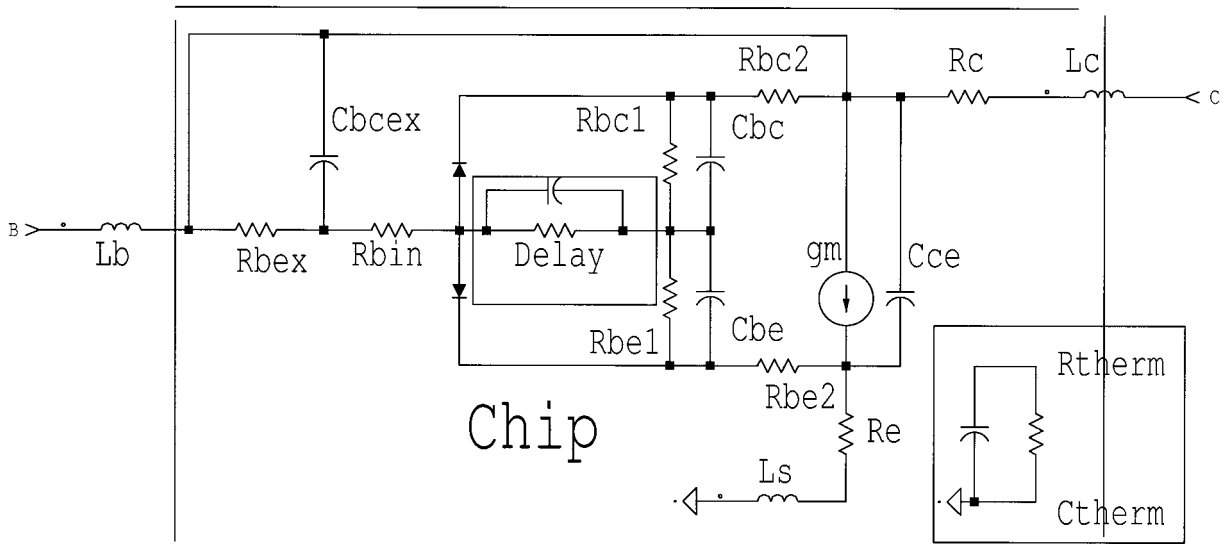 Rbc2
Rc
Lc
Cbcex
Rbc1
Cbc
C
B
Lb
Rbex
Rbin
Delay
gm
Cce
Rbe1
Cbe
Rbe2
Rtherm
Chip
Re
Ls
Ctherm